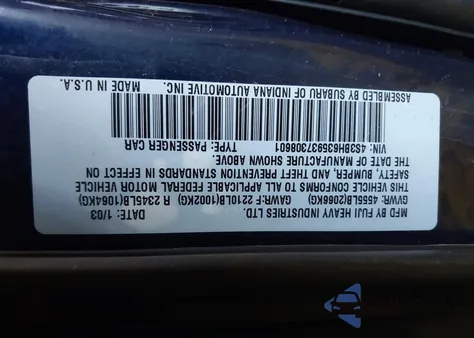 MFD BY FUJI HEAVY INDUSTRIES LTD. DATE: 1/03
GVWR: 4555LB(2066KG) GAWR:F 2210LB(1002KG) R 2345LB(1064KG)
THIS VEHICLE CONFORMS TO ALL APPLICABLE FEDERAL MOTOR VEHICLE
SAFETY, BUMPER, AND THEFT PREVENTION STANDARDS IN EFFECT ON
THE DATE OF MANUFACTURE SHOWN ABOVE.
VIN: 4S3BH635937306601 TYPE: PASSENGER CAR
ASSEMBLED BY SUBARU OF INDIANA AUTOMOTIVE INC. MADE IN U.S.A.